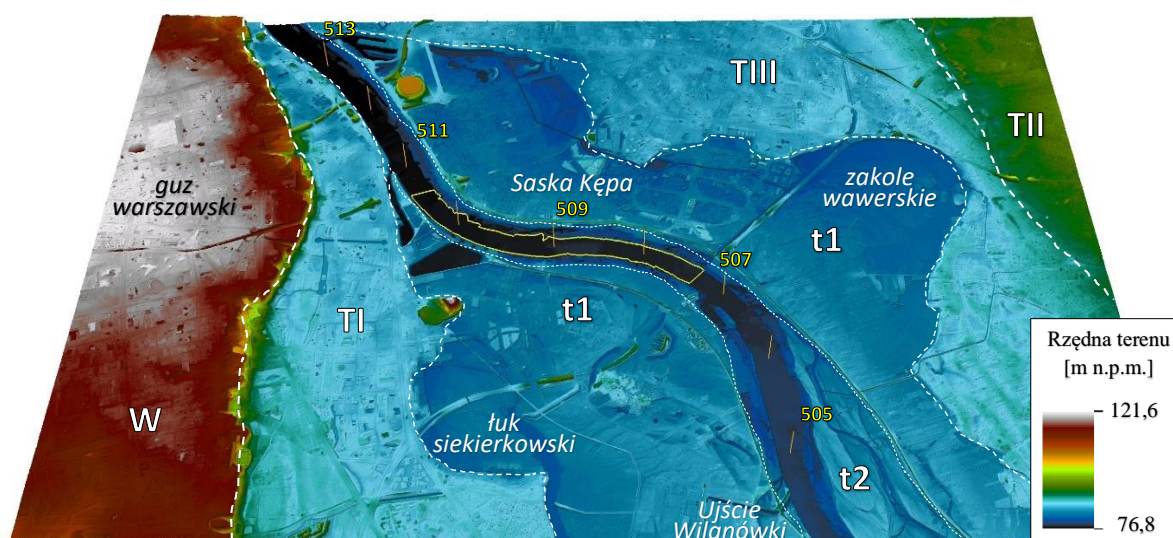 513
TIII
511
TII
guz
warszawski
Saska Kępa
zakole
wawerskie
509
t1
507
t1
TI
Rzędna terenu
[m n.p.m.]
121,6
76,8
W
łuk
siekierkowski
505
t2
Ujście
Wilanówki